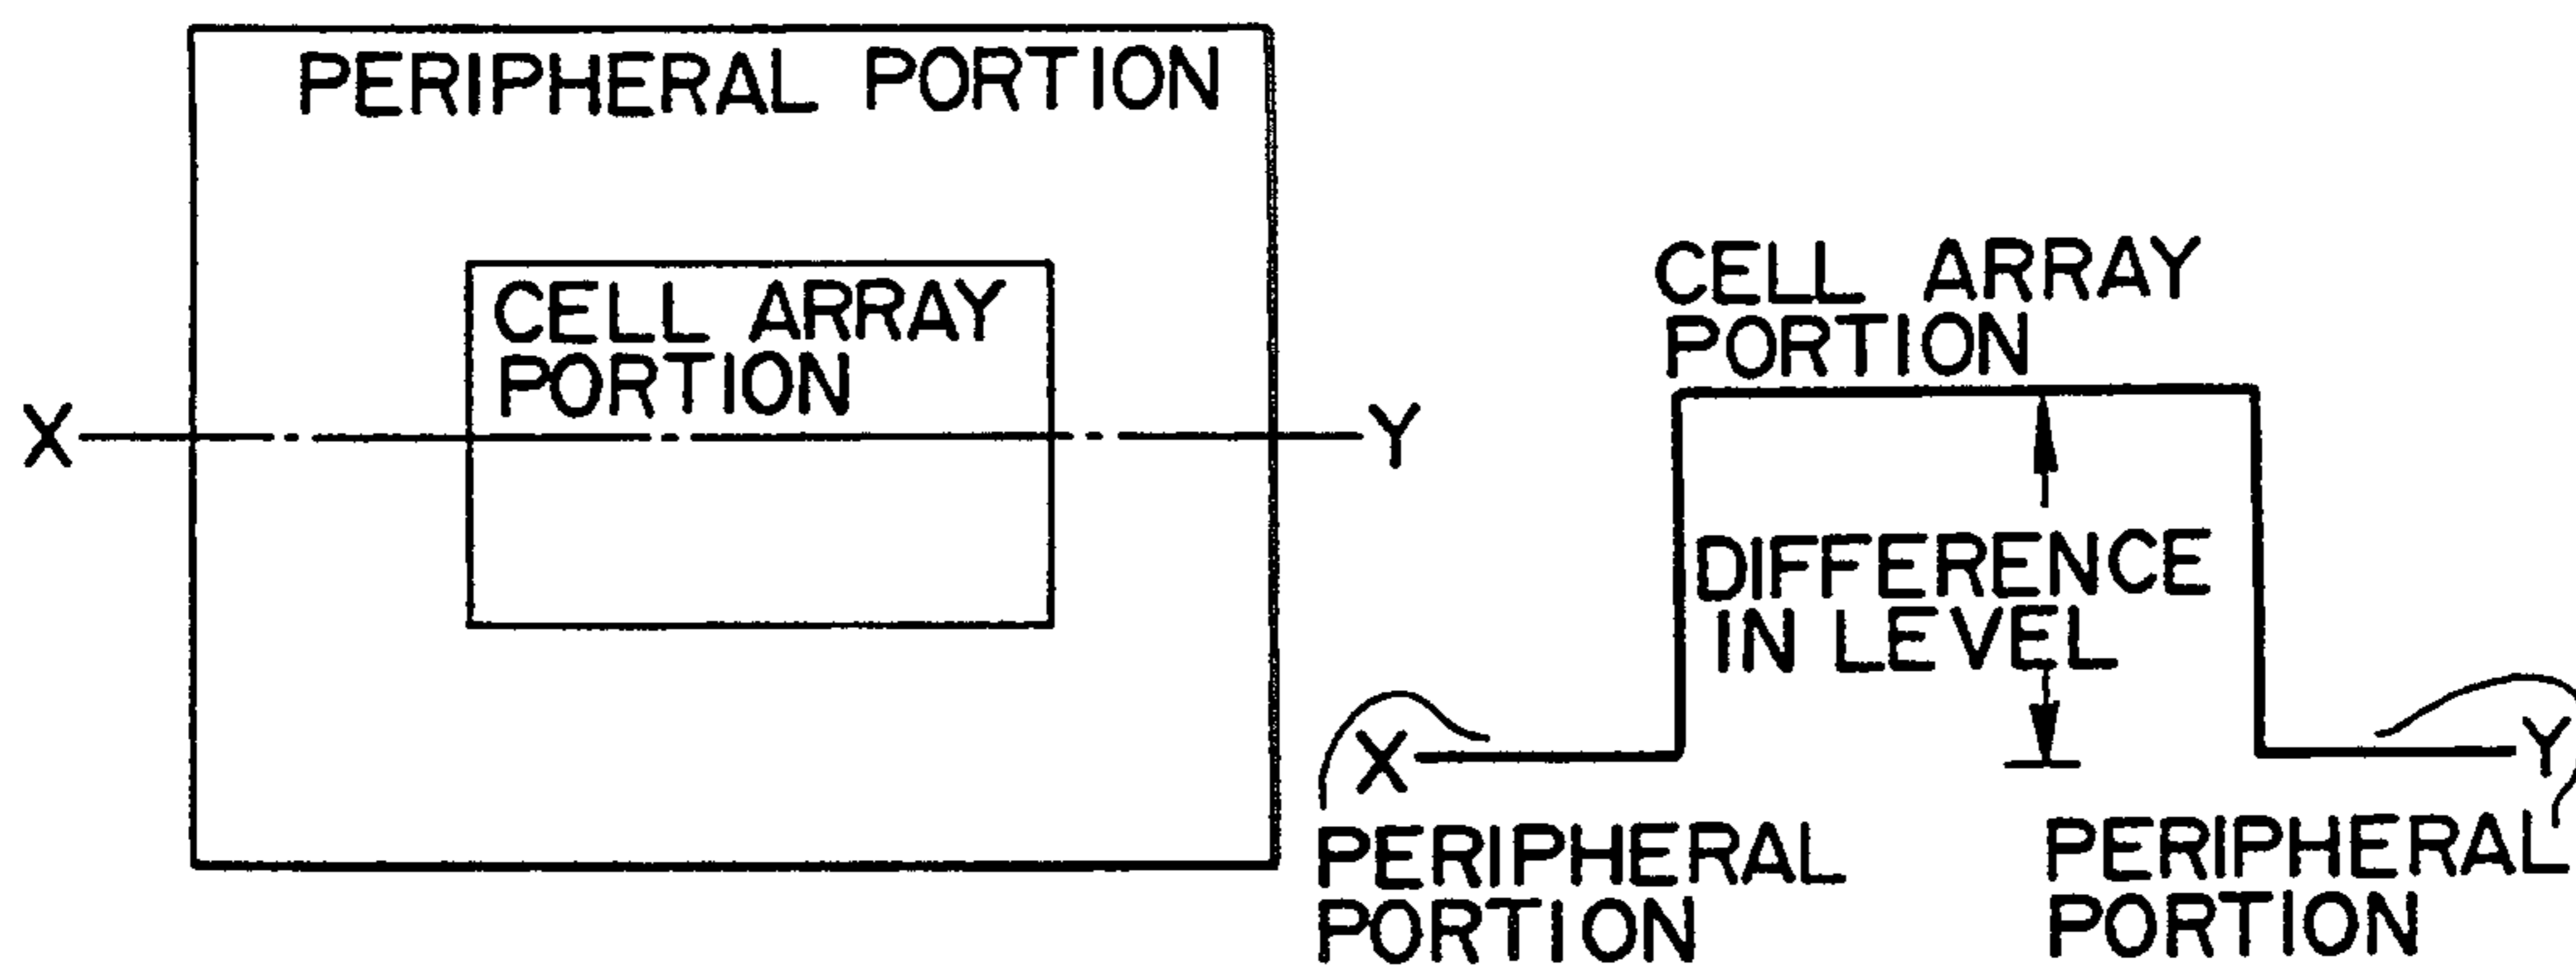 PERIPHERAL PORTION
CELL ARRAY
PORTION
X
Y
CELL ARRAY
PORTION
DIFFERENCE
IN LEVEL
X
Y
PERIPHERAL
PORTION
PERIPHERAL
PORTION